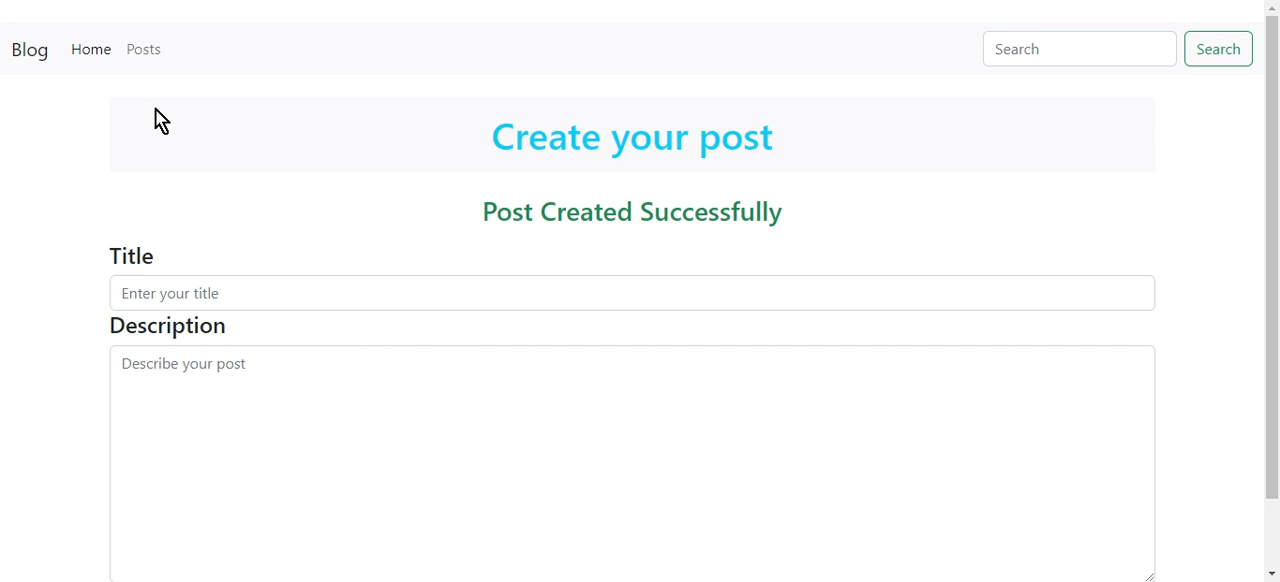 Blog Home Posts Search Search
Create your post
Post Created Successfully
Title
Enter your title
Description
Describe your post